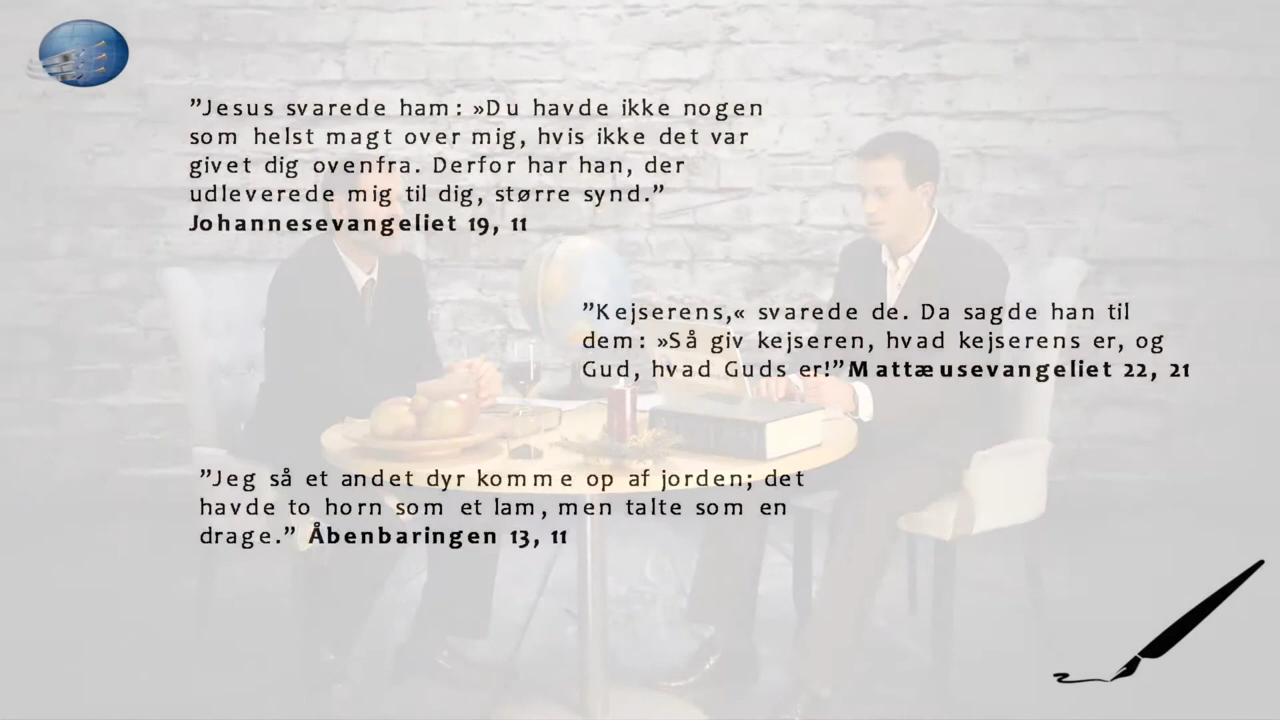 ”Jesus svarede ham: »Du havde ikke nogen
som helst magt over mig, hvis ikke det var
givet dig ovenfra. Derfor har han, der
udleverede mig til dig, større synd.”
Johannesevangeliet 19, 11
”Kejserens,« svarede de. Da sagde han til
dem: »Så giv kejseren, hvad kejserens er, og
Gud, hvad Guds er!”Mattæusevangeliet 22, 21
”Jeg så et andet dyr komme op af jorden; det
havde to horn som et lam, men talte som en
drage.” Åbenbaringen 13, 11